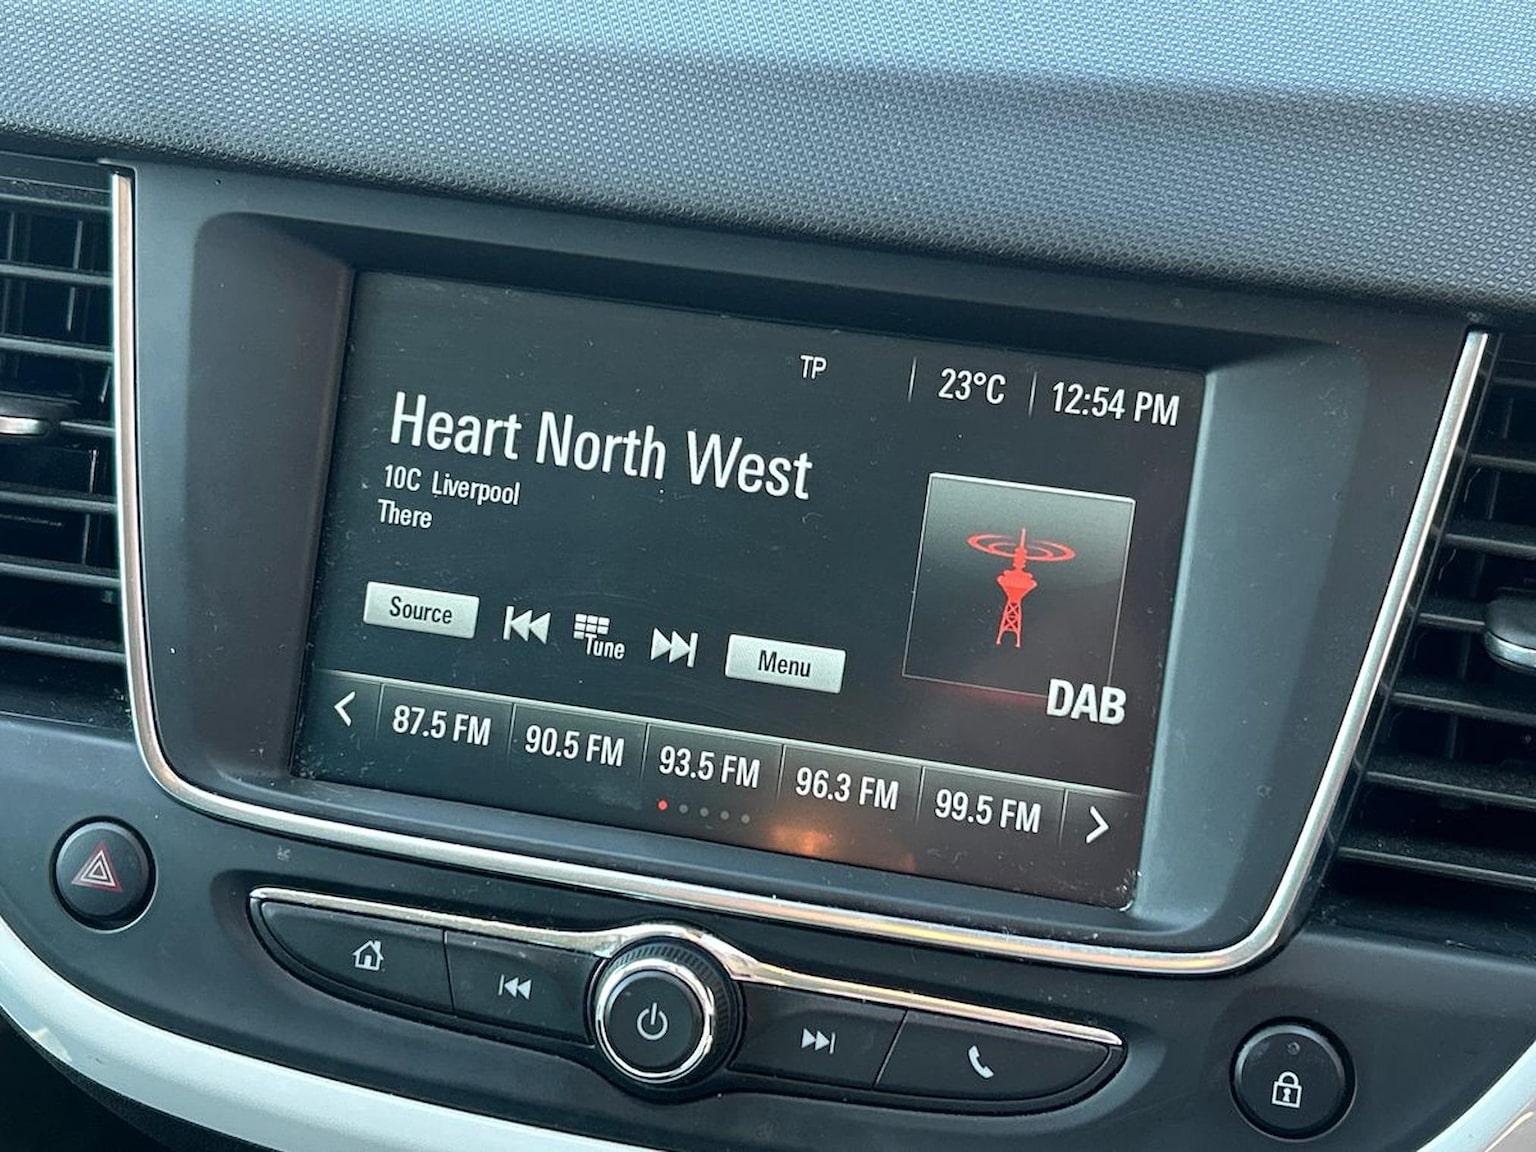 TP 23°C 12:54 PM
Heart North West
10C Liverpool
There
Source Tune Menu
DAB
87.5 FM 90.5 FM 93.5 FM 96.3 FM 99.5 FM